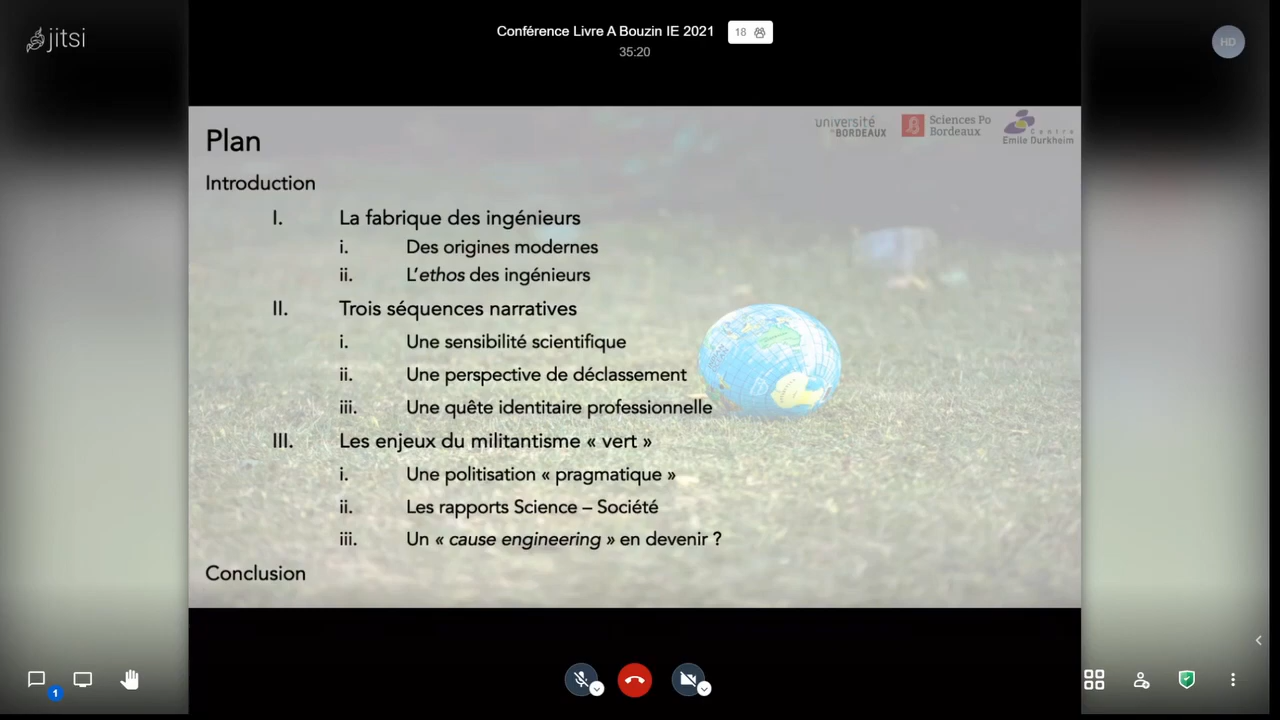 jitsi
Conférence Livre A Bouzin IE 2021
18
35:20
HD
université
de BORDEAUX
Sciences Po
Bordeaux
Centre
Emile Durkheim
Plan
Introduction
I. La fabrique des ingénieurs
i. Des origines modernes
ii. L'ethos des ingénieurs
II. Trois séquences narratives
i. Une sensibilité scientifique
ii. Une perspective de déclassement
iii. Une quête identitaire professionnelle
III. Les enjeux du militantisme « vert »
i. Une politisation « pragmatique »
ii. Les rapports Science – Société
iii. Un « cause engineering » en devenir ?
Conclusion
1